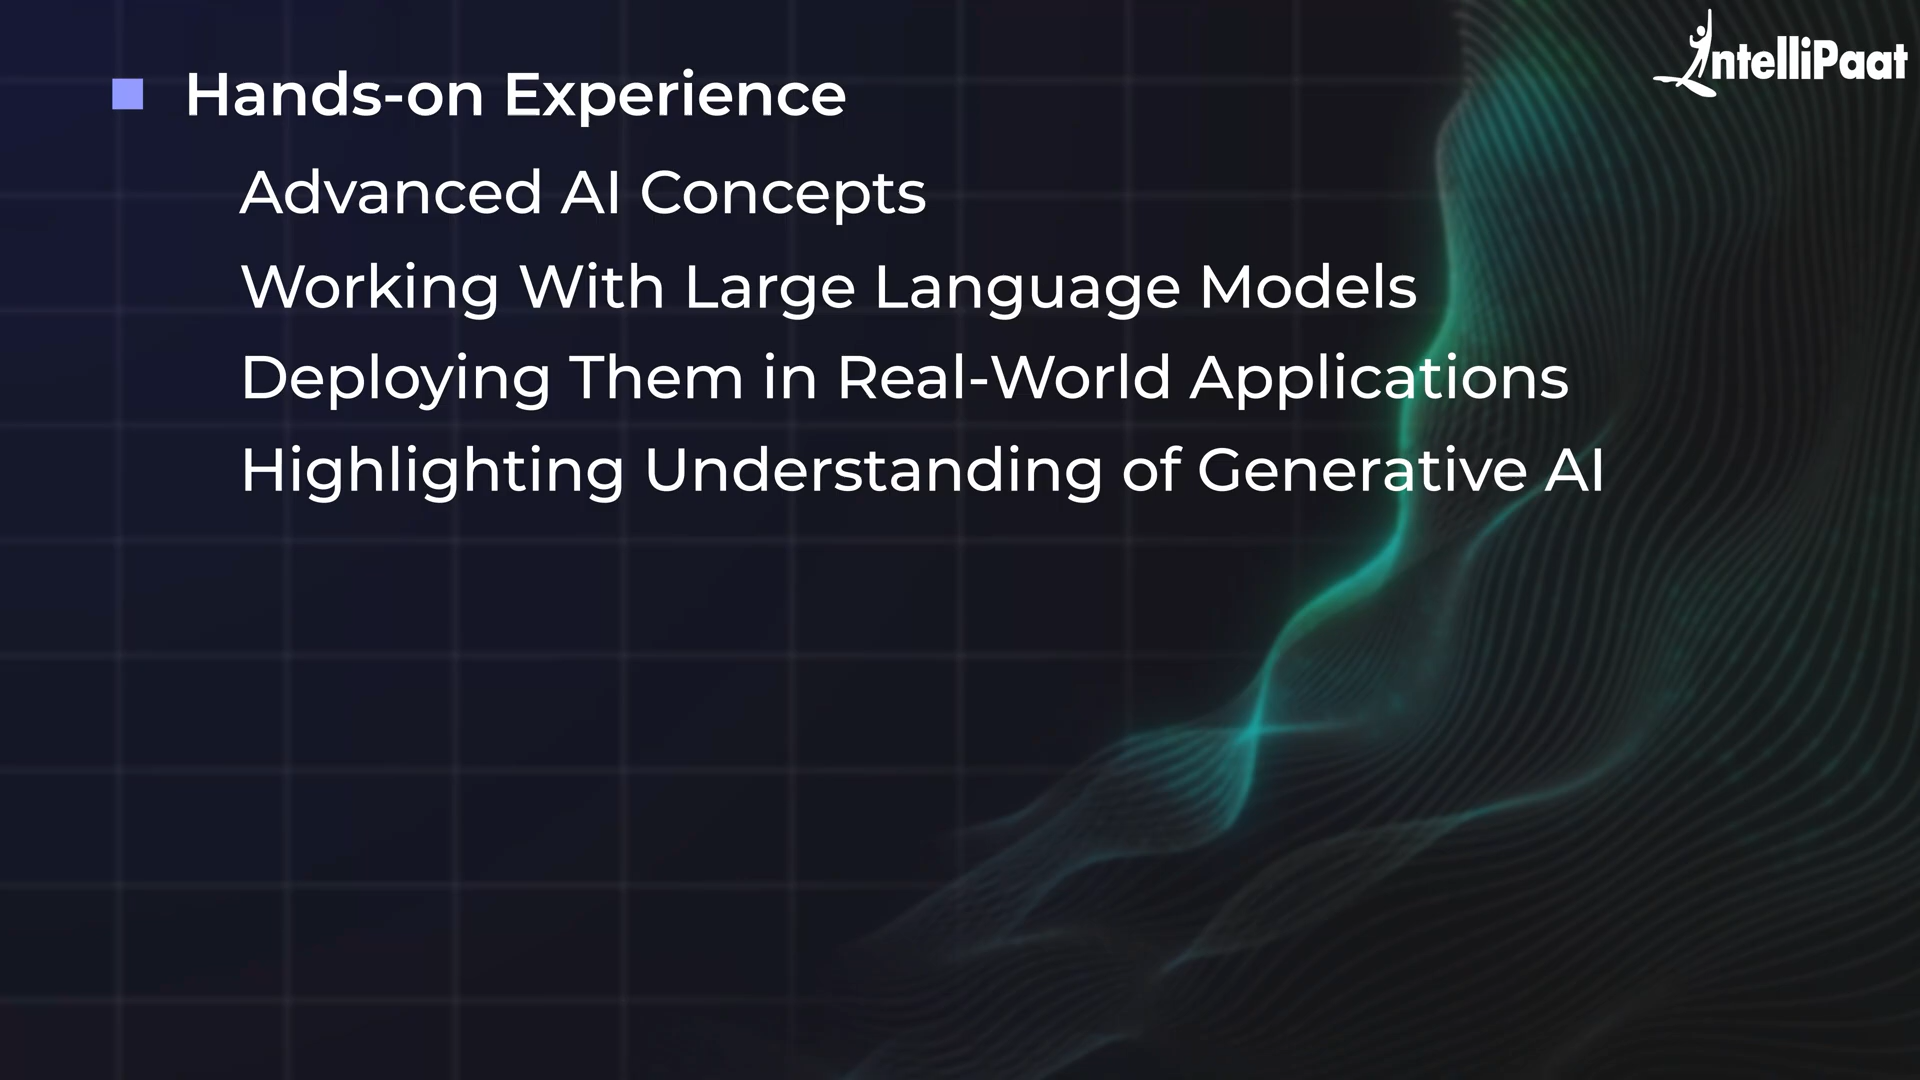 IntelliPaat
Hands-on Experience
Advanced AI Concepts
Working With Large Language Models
Deploying Them in Real-World Applications
Highlighting Understanding of Generative AI